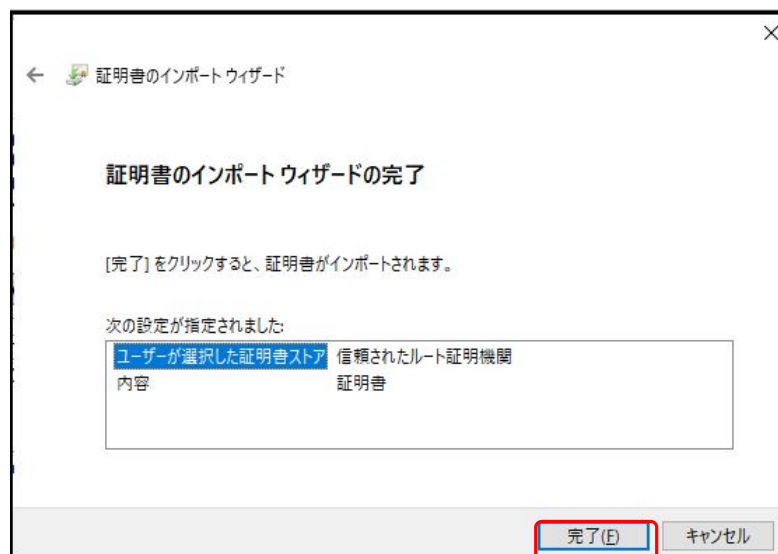 ← 証明書のインポート ウィザード
証明書のインポート ウィザードの完了
[完了] をクリックすると、証明書がインポートされます。
次の設定が指定されました:
ユーザーが選択した証明書ストア 信頼されたルート証明機関
内容 証明書
完了(F) キャンセル